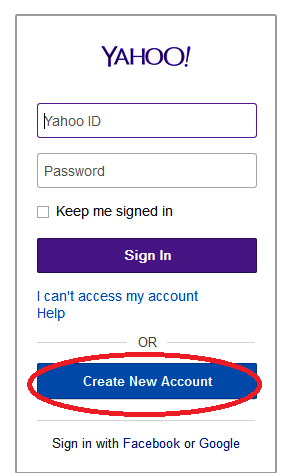 YAHOO!
Yahoo ID
Password
Keep me signed in
Sign In
I can't access my account
Help
OR
Create New Account
Sign in with Facebook or Google